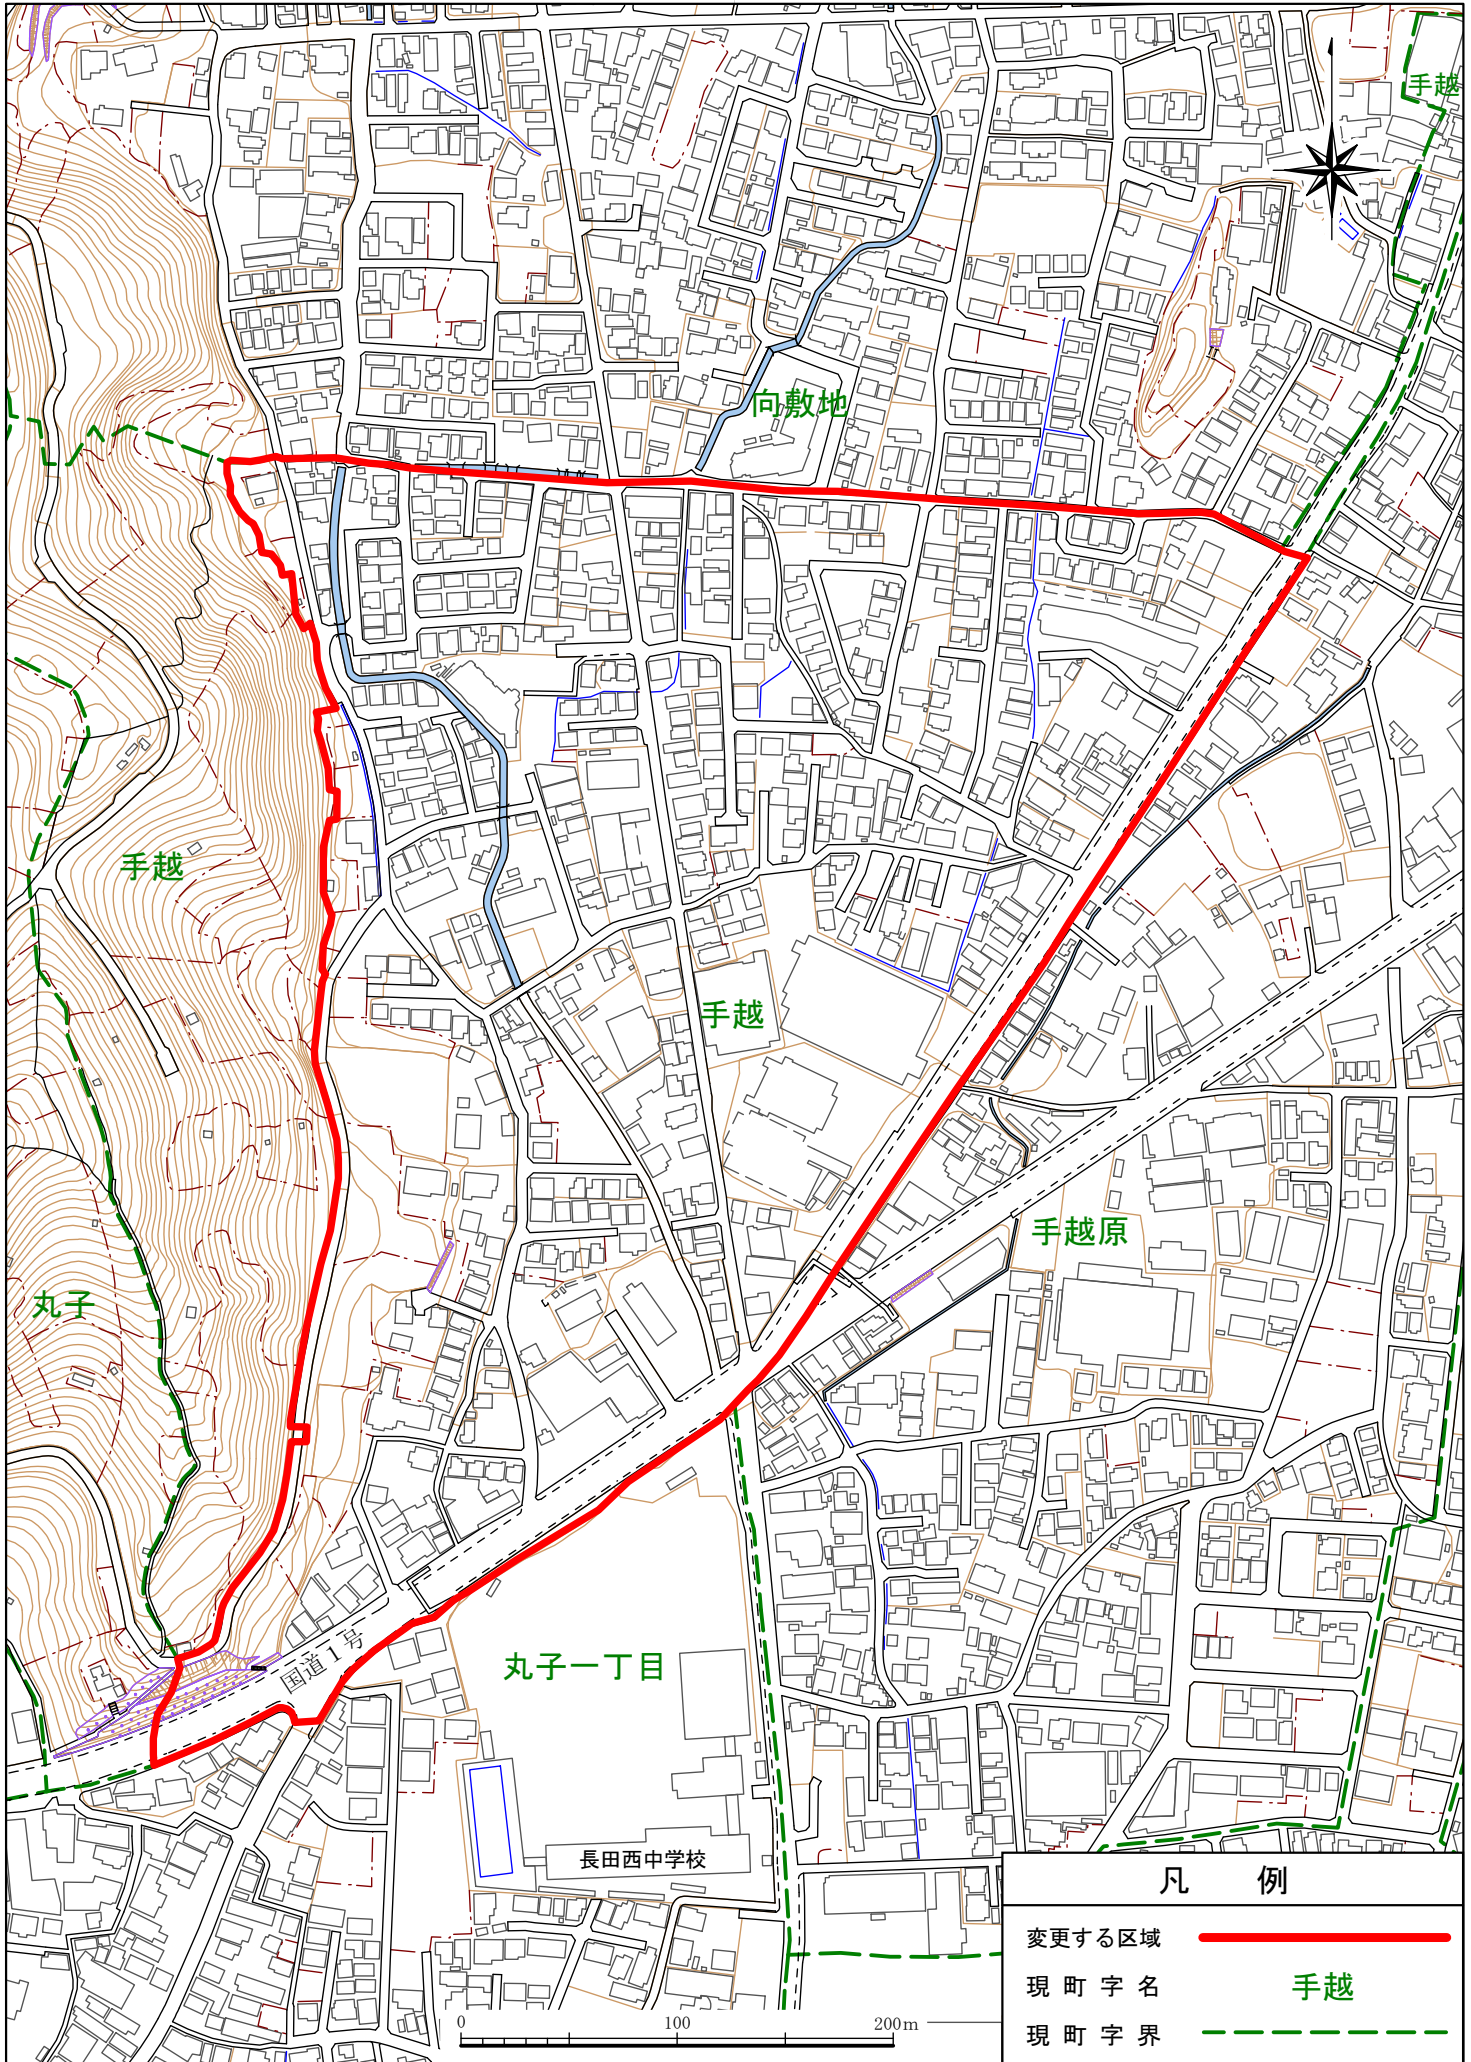 手越
向敷地
手越
手越
手越原
丸子
国道1号
丸子一丁目
長田西中学校
凡 例
変更する区域
現町字名 手越
現町字界
0 100 200m